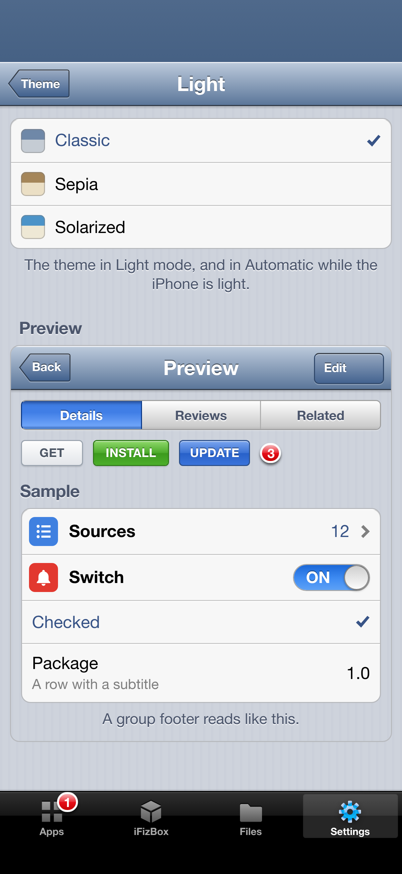 Theme
Light
Classic
Sepia
Solarized
The theme in Light mode, and in Automatic while the
iPhone is light.
Preview
Back
Preview
Edit
Details
Reviews
Related
GET
INSTALL
UPDATE
3
Sample
Sources
12
Switch
ON
Checked
Package
A row with a subtitle
1.0
A group footer reads like this.
1
Apps
iFizBox
Files
Settings